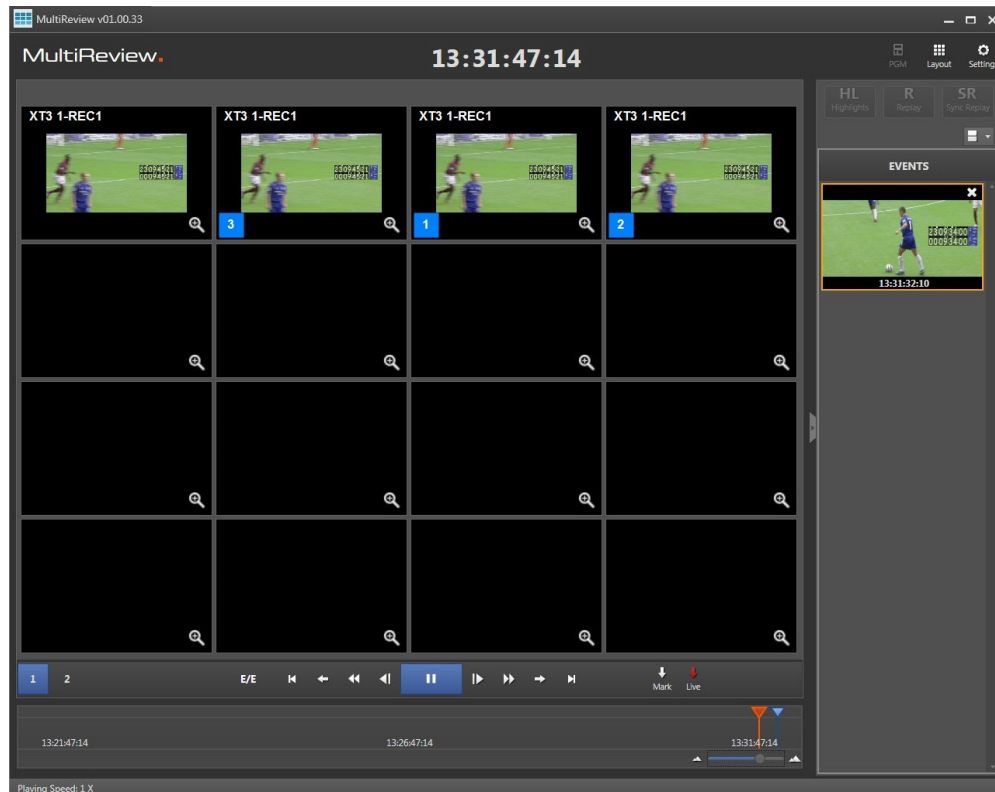 MultiReview v01.00.33
MultiReview.
13:31:47:14
PGM
Layout
Setting
HL
Highlights
R
Replay
SR
Sync Replay
EVENTS
XT3 1-REC1
XT3 1-REC1
XT3 1-REC1
XT3 1-REC1
3
1
2
23093400
00093400
13:31:32:10
1
2
E/E
Mark
Live
13:21:47:14
13:26:47:14
13:31:47:14
Playing Speed: 1 X